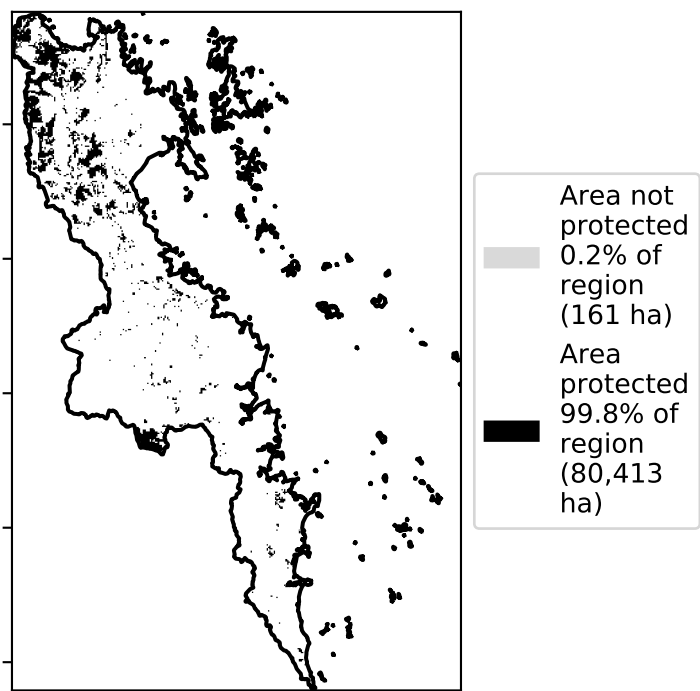 Area not
protected
0.2% of
region
(161 ha)
Area
protected
99.8% of
region
(80,413
ha)